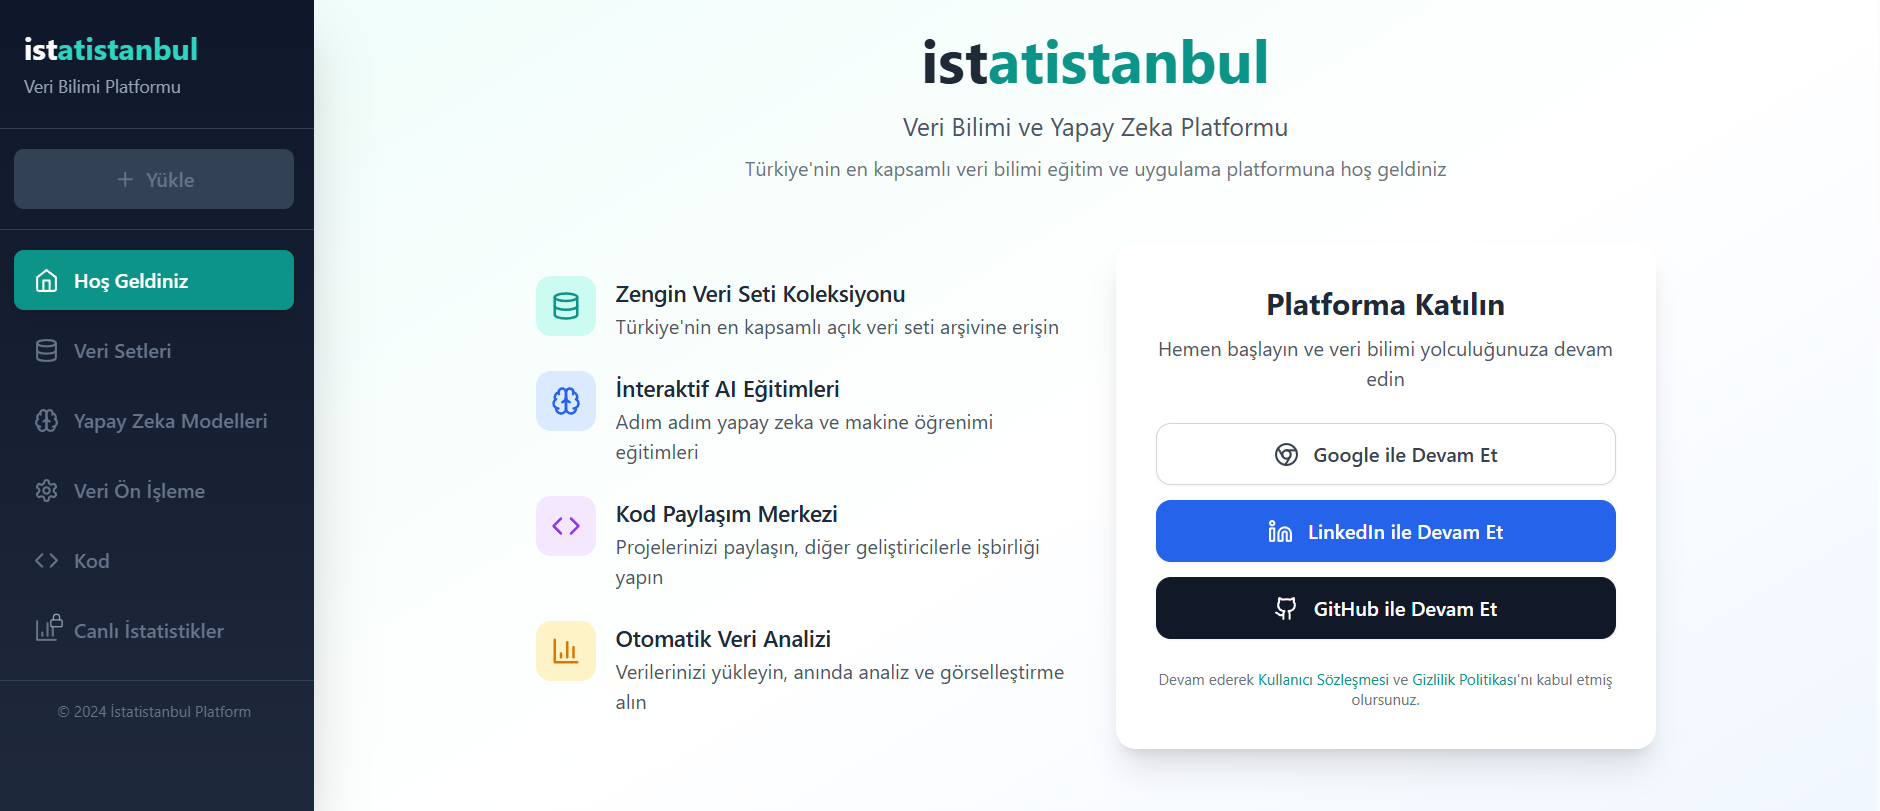 istatistanbul
Veri Bilimi Platformu
Yükle
Hoş Geldiniz
Veri Setleri
Yapay Zeka Modelleri
Veri Ön İşleme
Kod
Canlı İstatistikler
© 2024 İstatistanbul Platform
istatistanbul
Veri Bilimi ve Yapay Zeka Platformu
Türkiye'nin en kapsamlı veri bilimi eğitim ve uygulama platformuna hoş geldiniz
Zengin Veri Seti Koleksiyonu
Türkiye'nin en kapsamlı açık veri seti arşivine erişin
İnteraktif AI Eğitimleri
Adım adım yapay zeka ve makine öğrenimi
eğitimleri
Kod Paylaşım Merkezi
Projelerinizi paylaşın, diğer geliştiricilerle işbirliği
yapın
Otomatik Veri Analizi
Verilerinizi yükleyin, anında analiz ve görselleştirme
alın
Platforma Katılın
Hemen başlayın ve veri bilimi yolculuğunuza devam
edin
Google ile Devam Et
LinkedIn ile Devam Et
GitHub ile Devam Et
Devam ederek Kullanıcı Sözleşmesi ve Gizlilik Politikası'nı kabul etmiş
olursunuz.